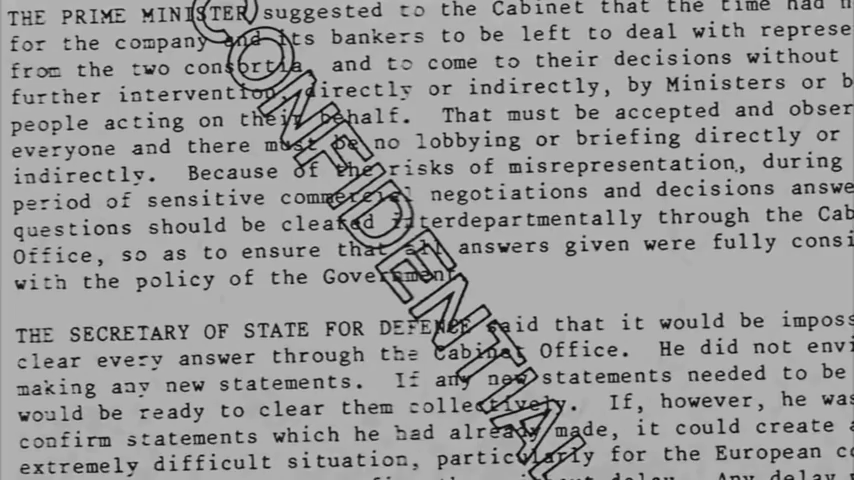 THE PRIME MINISTER suggested to the Cabinet that the time had
for the company and its bankers to be left to deal with represe
from the two consortia, and to come to their decisions without
further intervention, directly or indirectly, by Ministers or b
people acting on their behalf. That must be accepted and obser
everyone and there must be no lobbying or briefing directly or
indirectly. Because of the risks of misrepresentation, during
period of sensitive commercial negotiations and decisions answe
questions should be cleared interdepartmentally through the Cab
Office, so as to ensure that all answers given were fully consi
with the policy of the Government.
THE SECRETARY OF STATE FOR DEFENCE said that it would be imposs
clear every answer through the Cabinet Office. He did not envi
making any new statements. If any new statements needed to be
would be ready to clear them collectively. If, however, he was
confirm statements which he had already made, it could create a
extremely difficult situation, particularly for the European co
delay. Any delay
CONFIDENTIAL